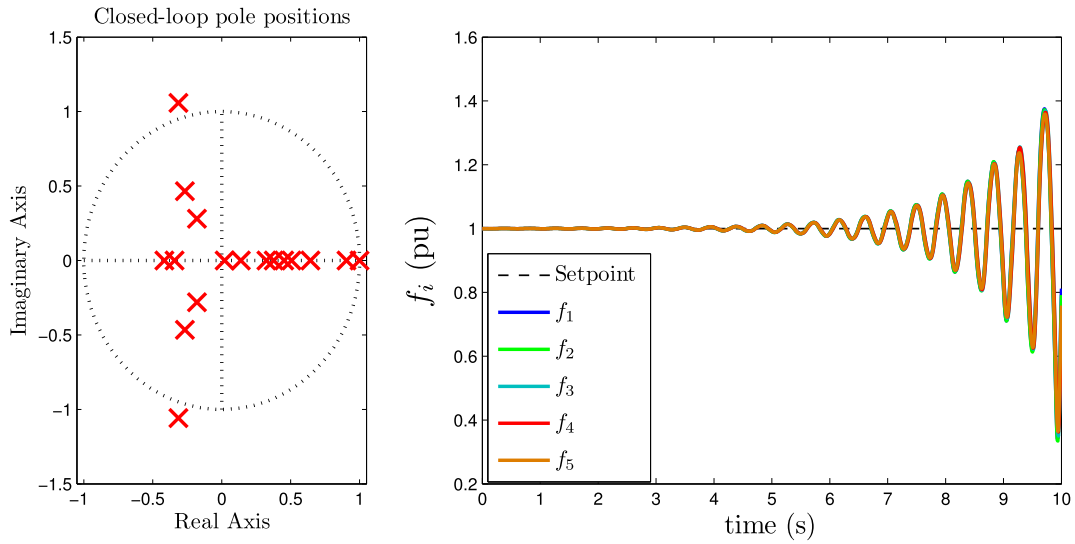 Closed-loop pole positions
1.5
1
0.5
0
−0.5
−1
−1.5
−1
−0.5
0
0.5
1
Imaginary Axis
Real Axis
1.6
1.4
1.2
1
0.8
0.6
0.4
0.2
0
1
2
3
4
5
6
7
8
9
10
f_i (pu)
time (s)
Setpoint
f_1
f_2
f_3
f_4
f_5